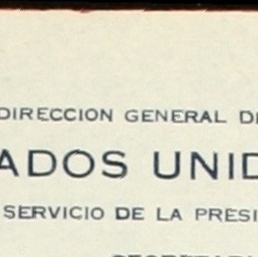 DIRECCION GENERAL DE
ADOS UNID
SERVICIO DE LA PRESI